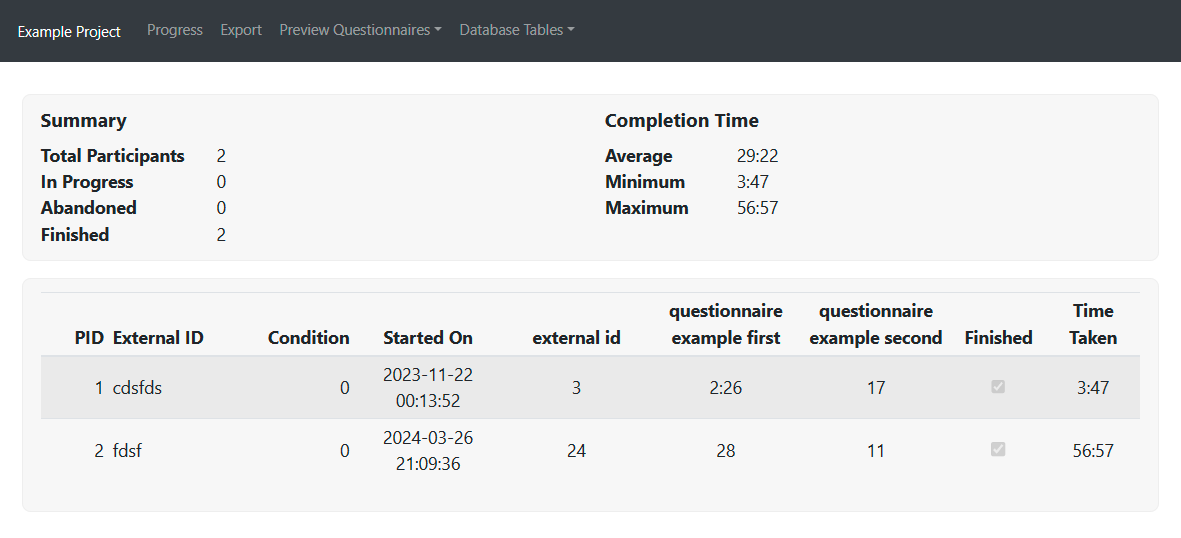 Example Project Progress Export Preview Questionnaires Database Tables
Summary
Total Participants 2
In Progress 0
Abandoned 0
Finished 2
Completion Time
Average 29:22
Minimum 3:47
Maximum 56:57
PID External ID Condition Started On external id questionnaire example first questionnaire example second Finished Time Taken
1 cdsfds 0 2023-11-22 00:13:52 3 2:26 17 3:47
2 fdsf 0 2024-03-26 21:09:36 24 28 11 56:57